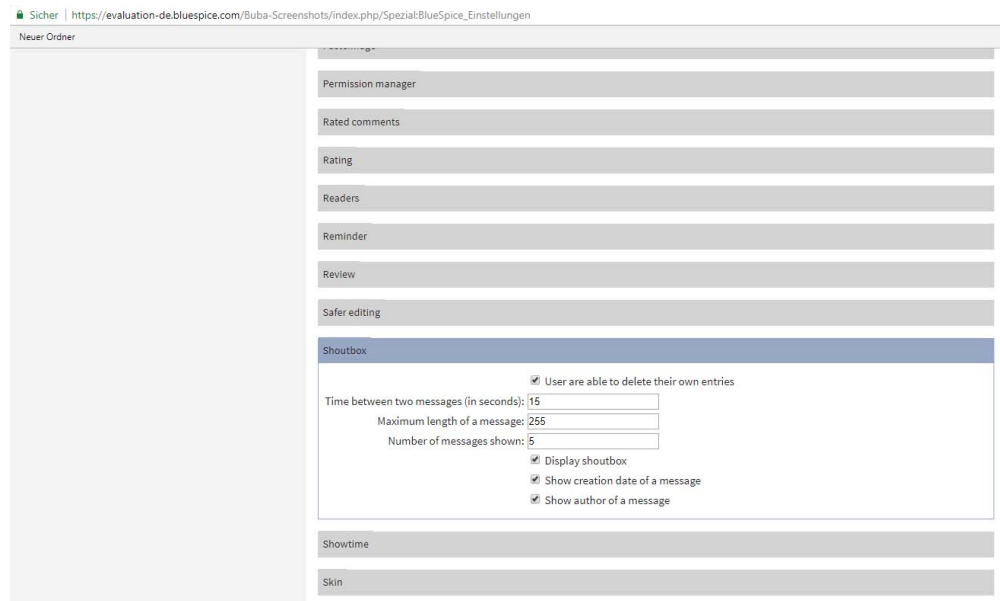 Sicher | https://evaluation-de.bluespice.com/Buba-Screenshots/index.php/Spezial:BlueSpice_Einstellungen
Neuer Ordner
Permission manager
Rated comments
Rating
Readers
Reminder
Review
Safer editing
Shoutbox
User are able to delete their own entries
Time between two messages (in seconds): 15
Maximum length of a message: 255
Number of messages shown: 5
Display shoutbox
Show creation date of a message
Show author of a message
Showtime
Skin